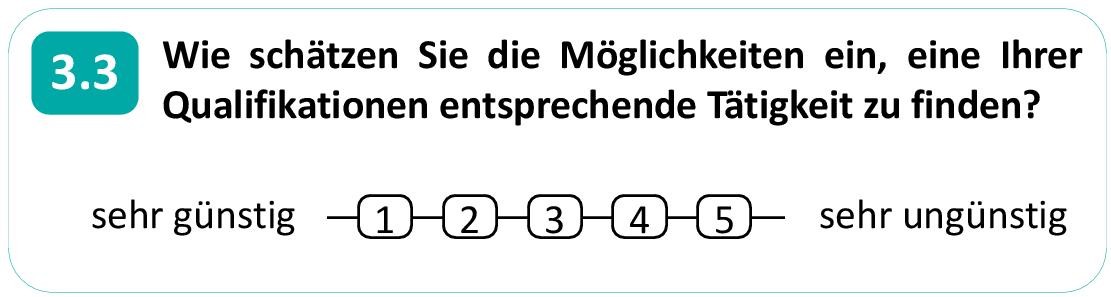 3.3 Wie schätzen Sie die Möglichkeiten ein, eine Ihrer
Qualifikationen entsprechende Tätigkeit zu finden?
sehr günstig 1 2 3 4 5 sehr ungünstig